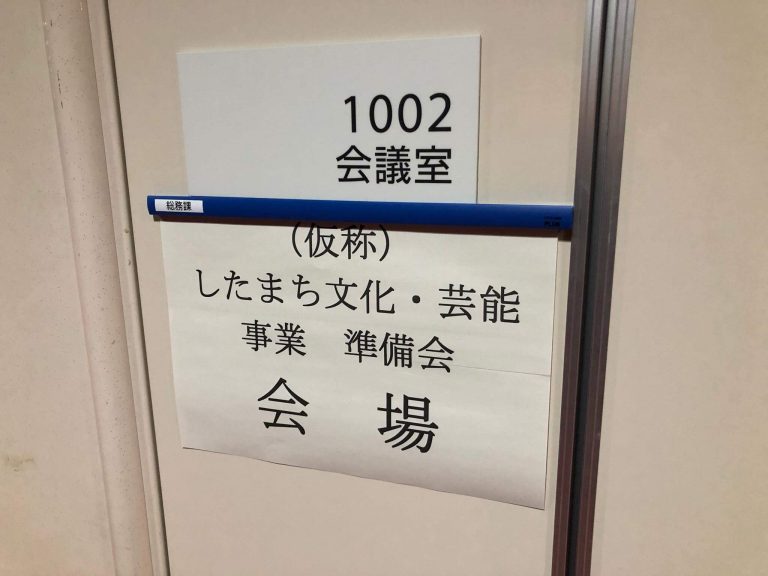 1002
会議室
総務課
PLUS
（仮称）
したまち文化・芸能
事業　準備会
会　場